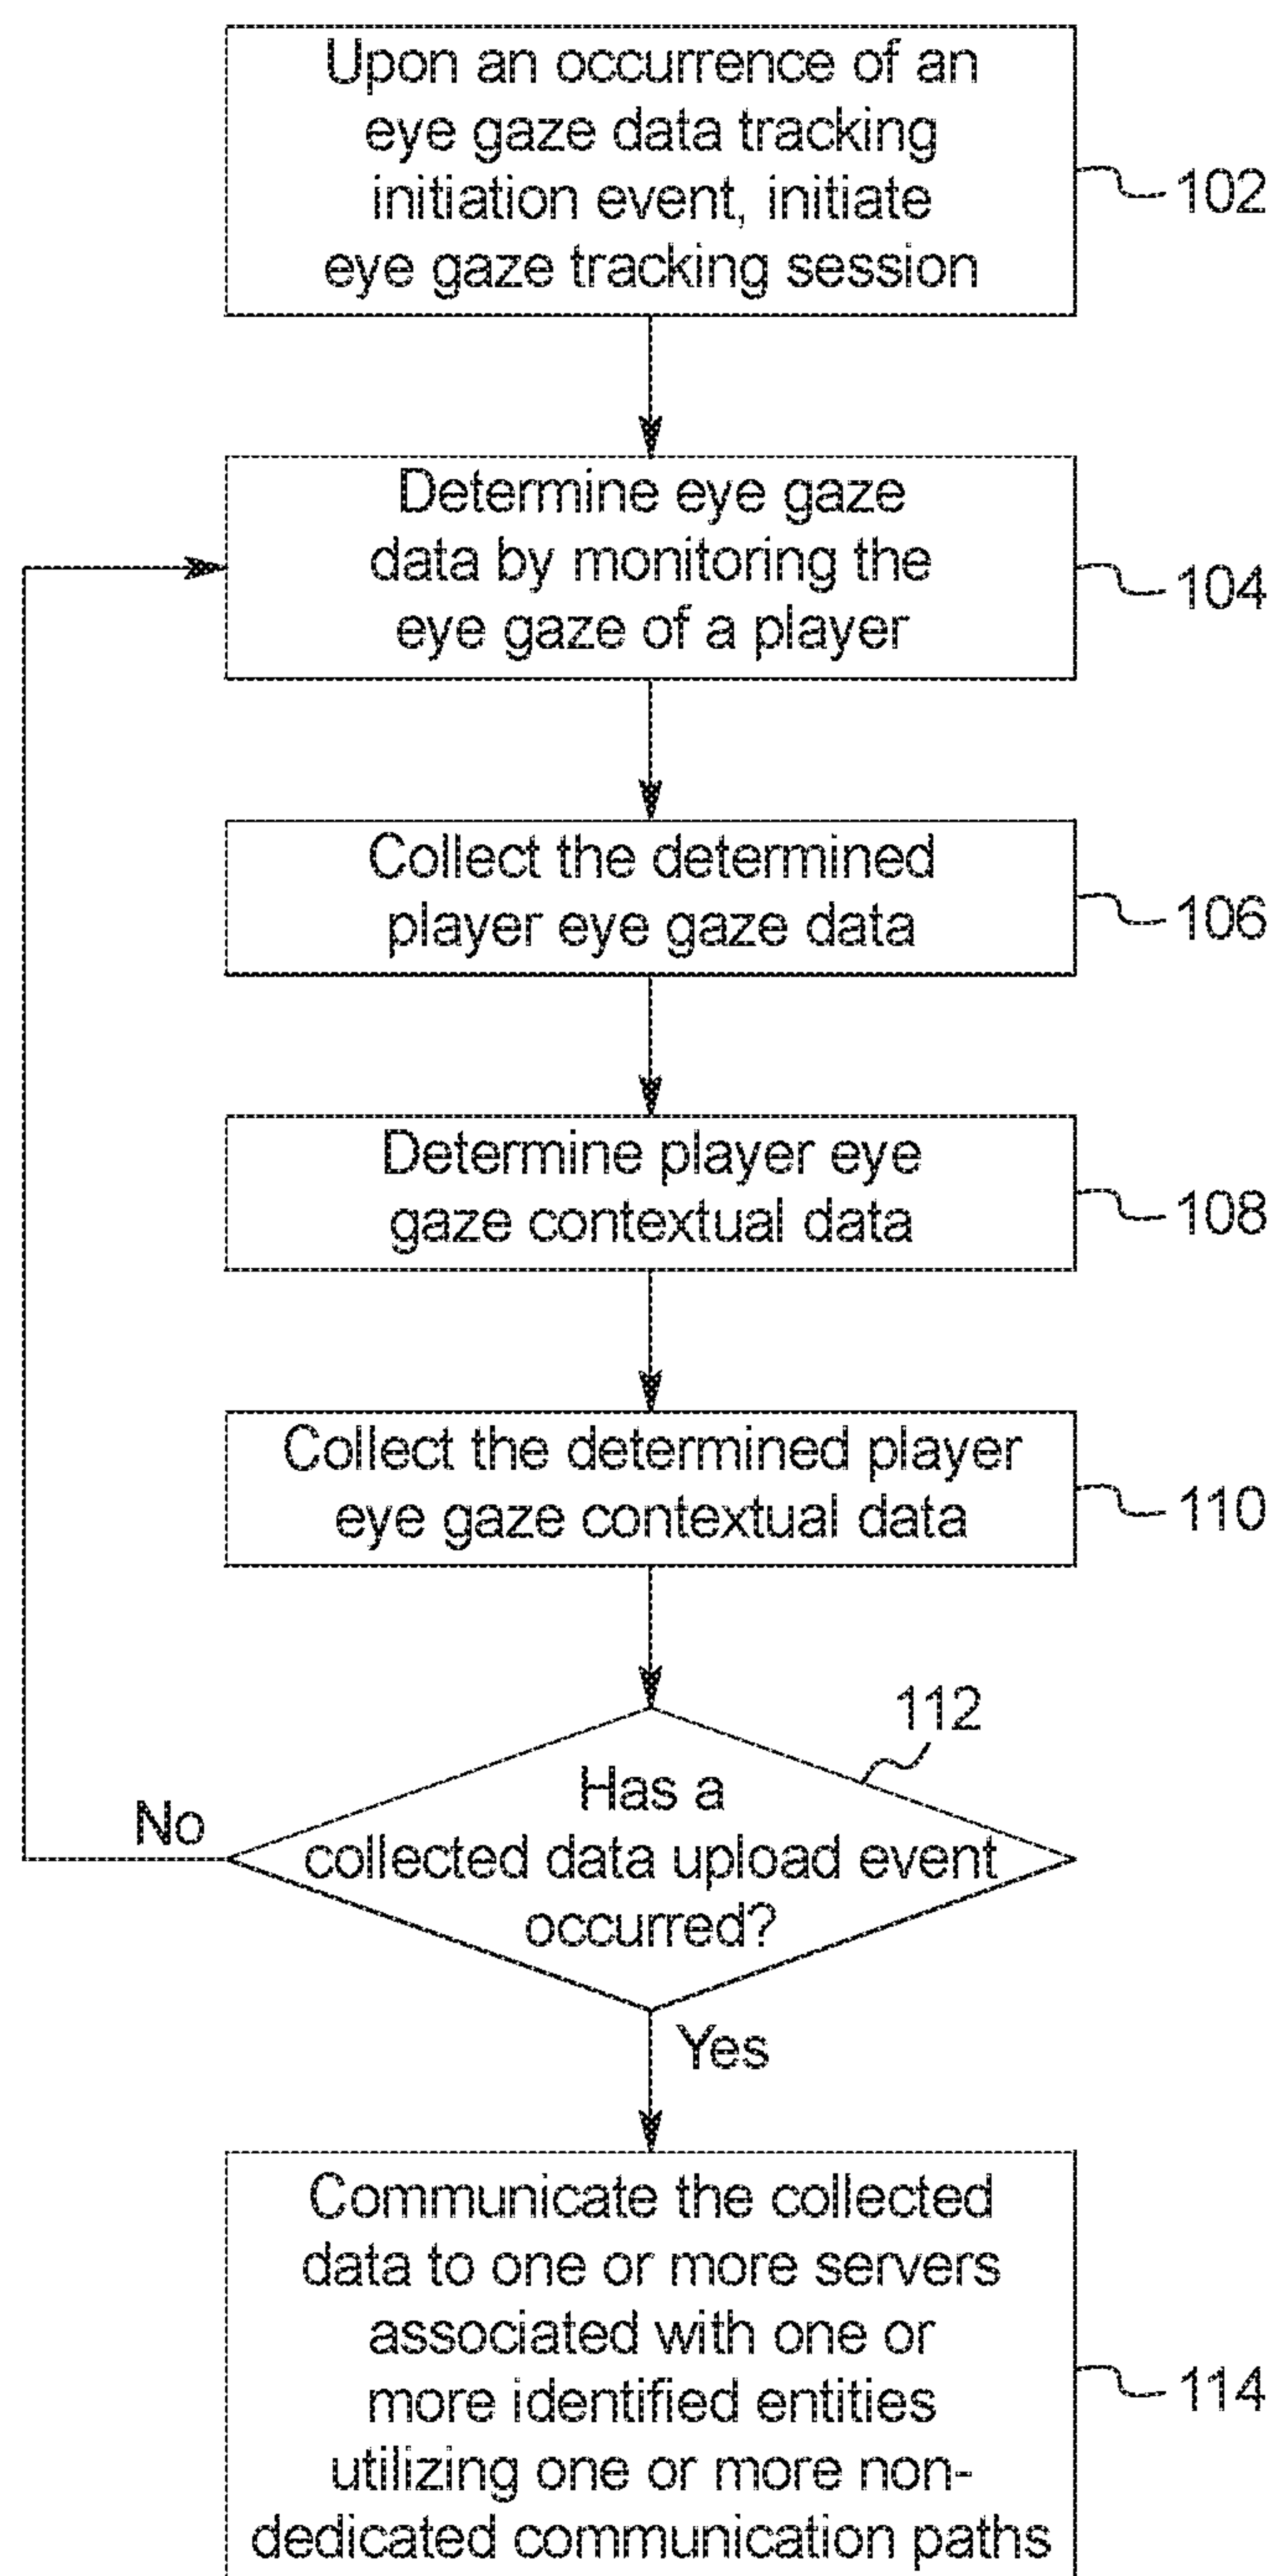 Upon an occurrence of an
eye gaze data tracking
initiation event, initiate
eye gaze tracking session
102
Determine eye gaze
data by monitoring the
eye gaze of a player
104
Collect the determined
player eye gaze data
106
Determine player eye
gaze contextual data
108
Collect the determined player
eye gaze contextual data
110
112
Has a
collected data upload event
occurred?
No
Yes
Communicate the collected
data to one or more servers
associated with one or
more identified entities
utilizing one or more non-
dedicated communication paths
114